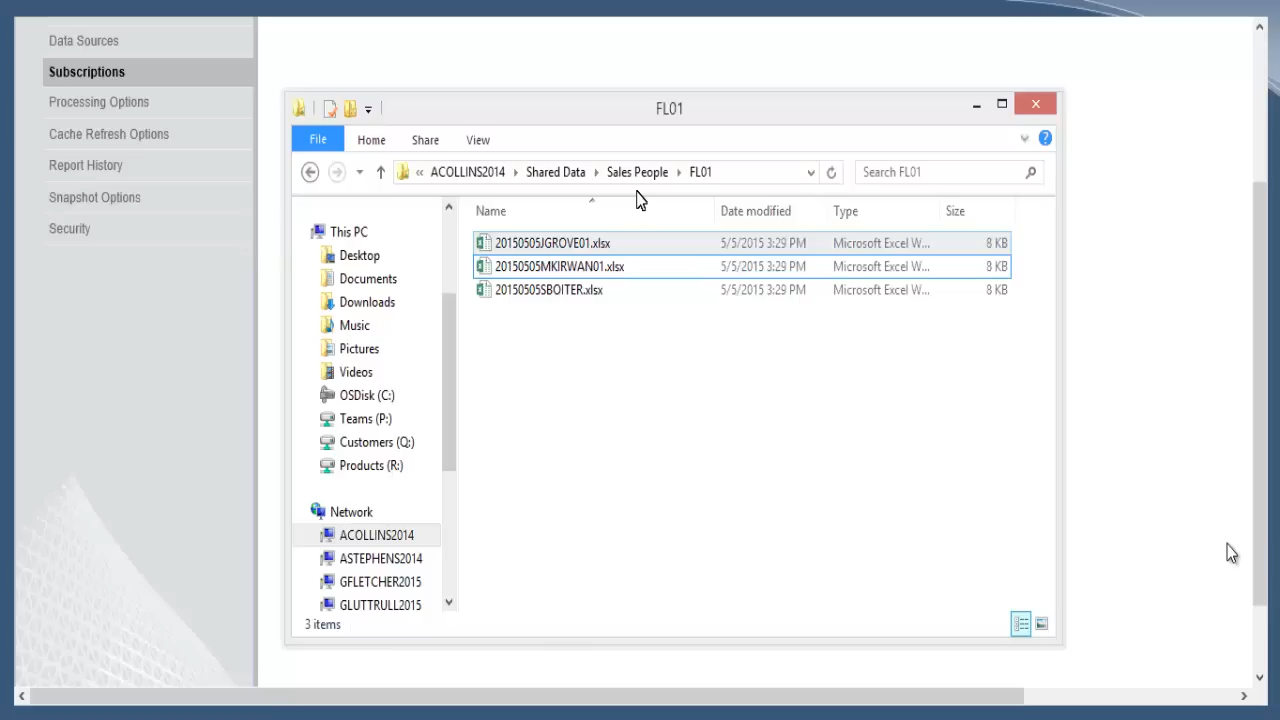 Data Sources
Subscriptions
Processing Options
Cache Refresh Options
Report History
Snapshot Options
Security
FL01
File Home Share View
« ACOLLINS2014 Shared Data Sales People FL01 Search FL01
Name Date modified Type Size
20150505JGROVE01.xlsx 5/5/2015 3:29 PM Microsoft Excel W... 8 KB
20150505MKIRWAN01.xlsx 5/5/2015 3:29 PM Microsoft Excel W... 8 KB
20150505SBOITER.xlsx 5/5/2015 3:29 PM Microsoft Excel W... 8 KB
This PC
Desktop
Documents
Downloads
Music
Pictures
Videos
OSDisk (C:)
Teams (P:)
Customers (Q:)
Products (R:)
Network
ACOLLINS2014
ASTEPHENS2014
GFLETCHER2015
GLUTTRULL2015
3 items